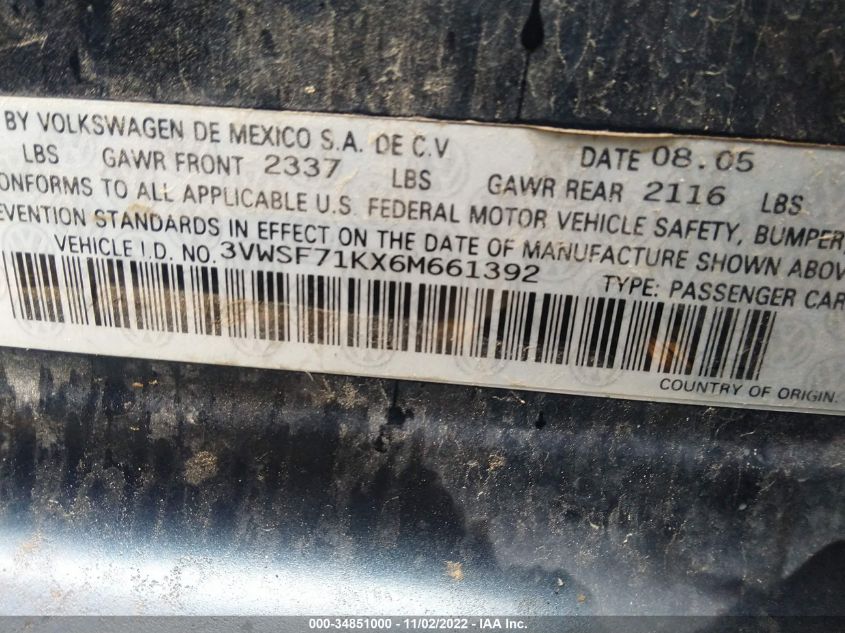 BY VOLKSWAGEN DE MEXICO S.A. DE C.V DATE 08.05
LBS GAWR FRONT 2337 LBS GAWR REAR 2116 LBS
CONFORMS TO ALL APPLICABLE U.S. FEDERAL MOTOR VEHICLE SAFETY, BUMPER,
EVENTION STANDARDS IN EFFECT ON THE DATE OF MANUFACTURE SHOWN ABOV
VEHICLE I.D. NO. 3VWSF71KX6M661392 TYPE: PASSENGER CAR
COUNTRY OF ORIGIN:
000-34851000 - 11/02/2022 - IAA Inc.